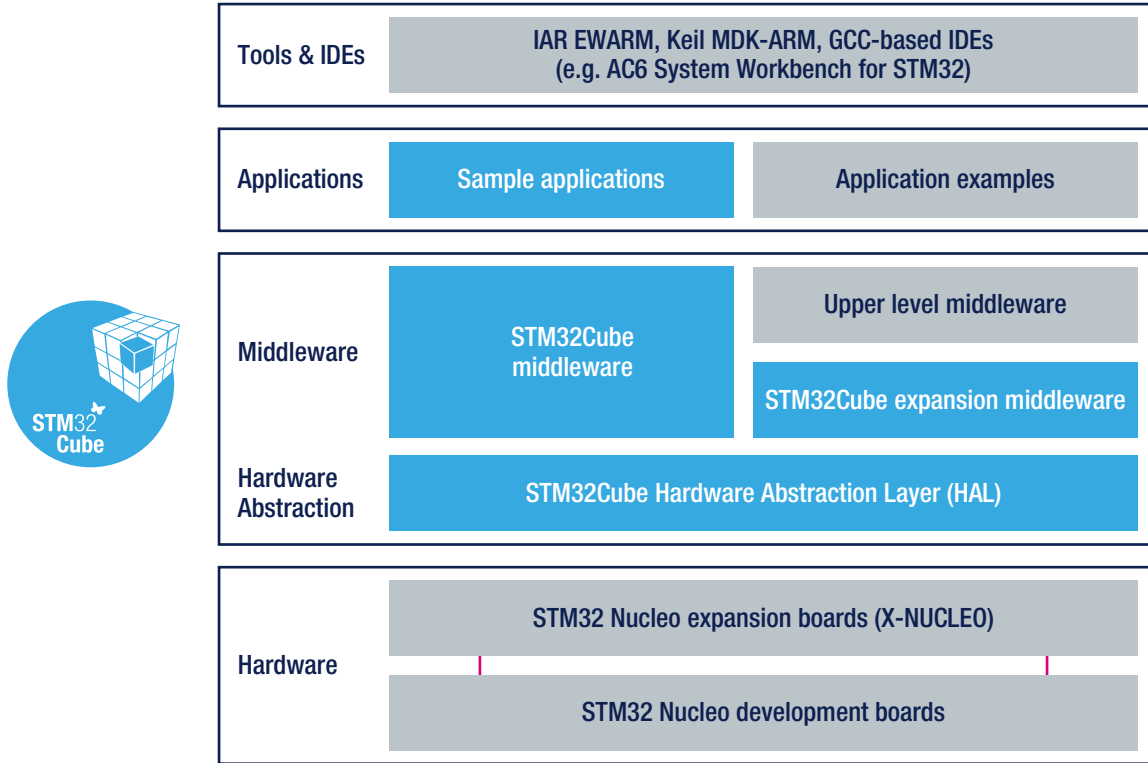 Tools & IDEs
IAR EWARM, Keil MDK-ARM, GCC-based IDEs
(e.g. AC6 System Workbench for STM32)
Applications
Sample applications
Application examples
Middleware
STM32Cube
middleware
Upper level middleware
STM32Cube expansion middleware
STM32
Cube
Hardware
Abstraction
STM32Cube Hardware Abstraction Layer (HAL)
Hardware
STM32 Nucleo expansion boards (X-NUCLEO)
STM32 Nucleo development boards